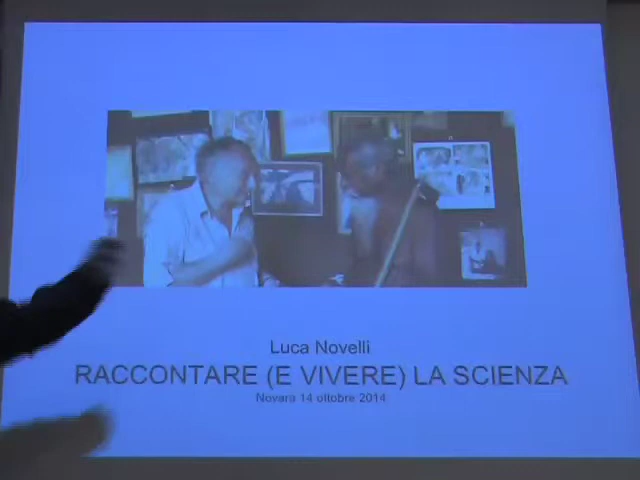 Luca Novelli
RACCONTARE (E VIVERE) LA SCIENZA
Novara 14 ottobre 2014